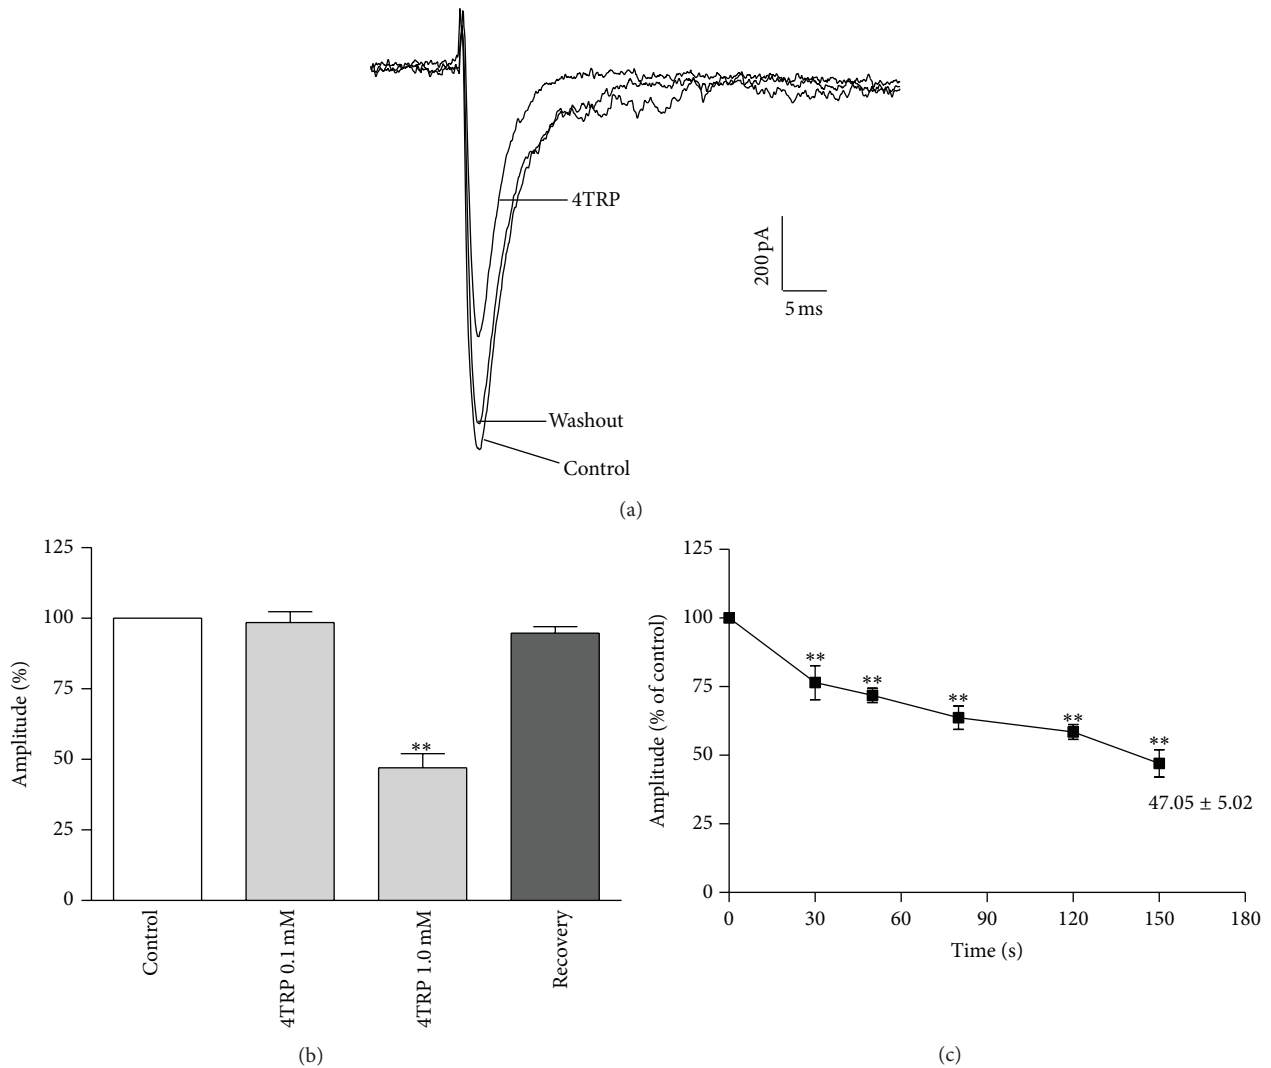 4TRP
200 pA
5 ms
Washout
Control
(a)
125
100
75
50
25
0
Amplitude (%)
**
Control
4TRP 0.1 mM
4TRP 1.0 mM
Recovery
(b)
125
100
75
50
25
0
Amplitude (% of control)
**
**
**
**
**
47.05 ± 5.02
0 30 60 90 120 150 180
Time (s)
(c)